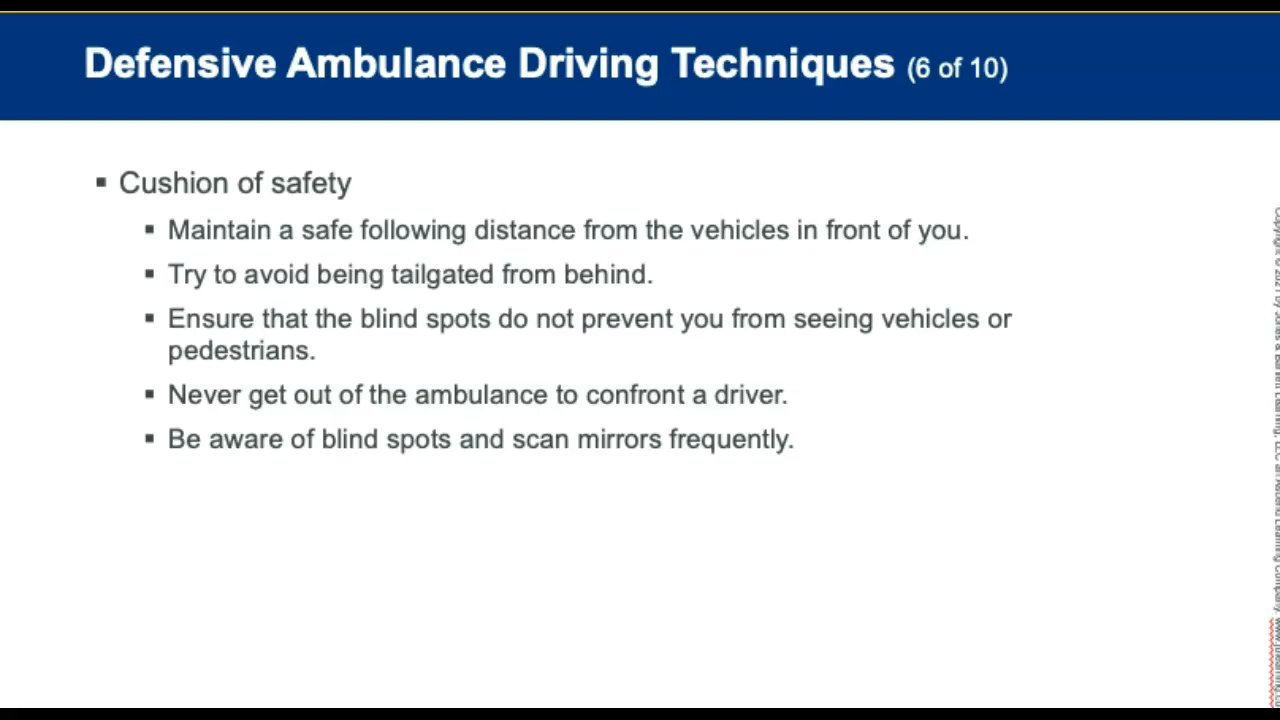 Defensive Ambulance Driving Techniques (6 of 10)
▪ Cushion of safety
▪ Maintain a safe following distance from the vehicles in front of you.
▪ Try to avoid being tailgated from behind.
▪ Ensure that the blind spots do not prevent you from seeing vehicles or
pedestrians.
▪ Never get out of the ambulance to confront a driver.
▪ Be aware of blind spots and scan mirrors frequently.